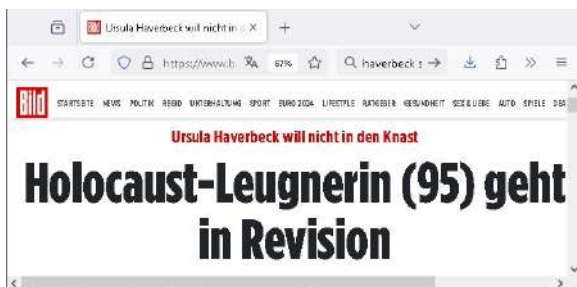 Ursula Haverbeck will nicht in
https://www.b 67% haverbeck s
Bild STARTSEITE NEWS POLITIK REGIO UNTERHALTUNG SPORT EURO 2024 LIFESTYLE RATGEBER GESUNDHEIT SEX & LIEBE AUTO SPIELE
Ursula Haverbeck will nicht in den Knast
Holocaust-Leugnerin (95) geht
in Revision